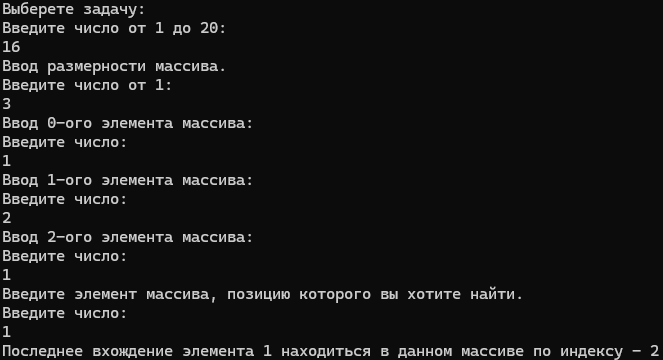 Выберете задачу:
Введите число от 1 до 20:
16
Ввод размерности массива.
Введите число от 1:
3
Ввод 0-ого элемента массива:
Введите число:
1
Ввод 1-ого элемента массива:
Введите число:
2
Ввод 2-ого элемента массива:
Введите число:
1
Введите элемент массива, позицию которого вы хотите найти.
Введите число:
1
Последнее вхождение элемента 1 находиться в данном массиве по индексу - 2